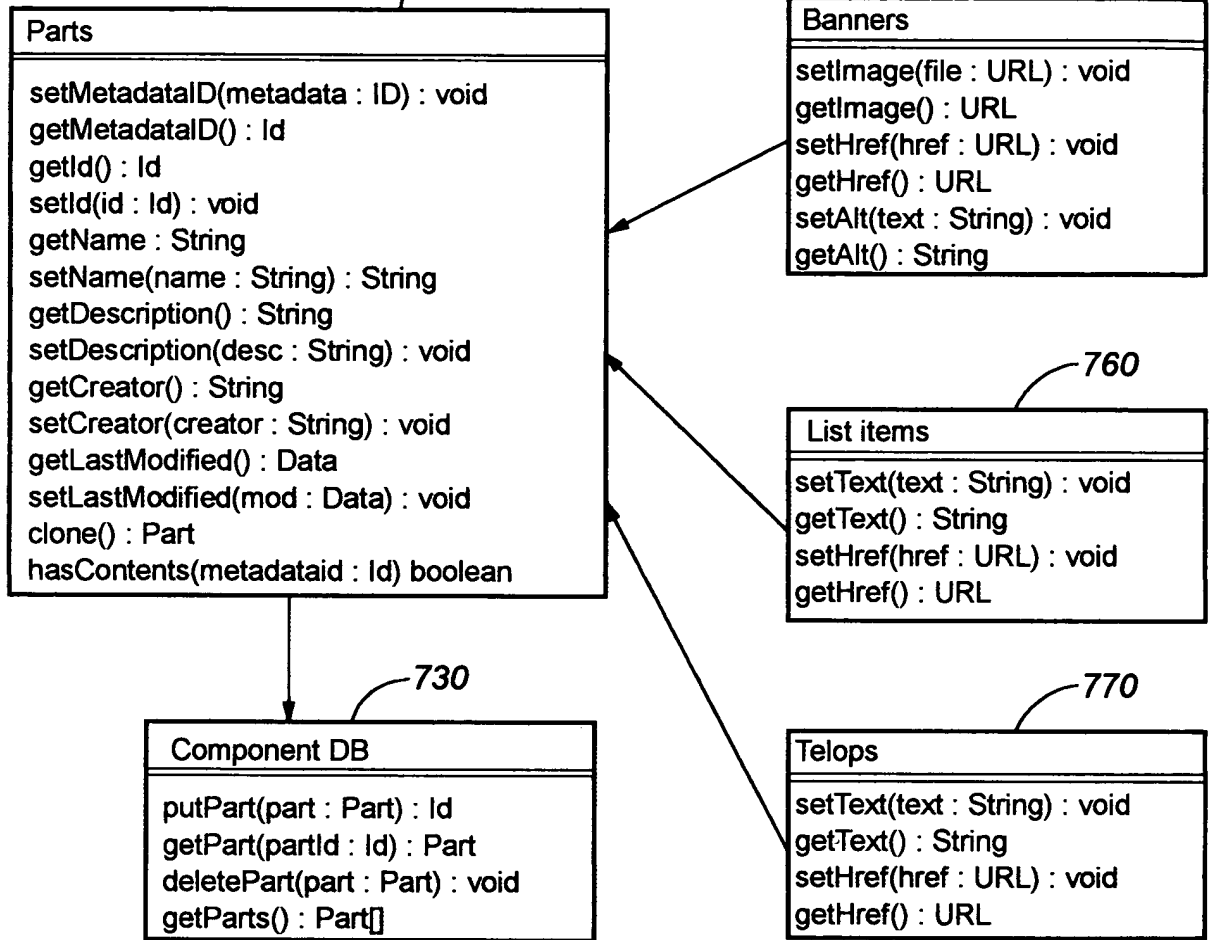 Parts
setMetadataID(metadata : ID) : void
getMetadataID() : Id
getId() : Id
setId(id : Id) : void
getName : String
setName(name : String) : String
getDescription() : String
setDescription(desc : String) : void
getCreator() : String
setCreator(creator : String) : void
getLastModified() : Data
setLastModified(mod : Data) : void
clone() : Part
hasContents(metadataid : Id) boolean
Banners
setImage(file : URL) : void
getImage() : URL
setHref(href : URL) : void
getHref() : URL
setAlt(text : String) : void
getAlt() : String
760
List items
setText(text : String) : void
getText() : String
setHref(href : URL) : void
getHref() : URL
730
Component DB
putPart(part : Part) : Id
getPart(partId : Id) : Part
deletePart(part : Part) : void
getParts() : Part[]
770
Telops
setText(text : String) : void
getText() : String
setHref(href : URL) : void
getHref() : URL